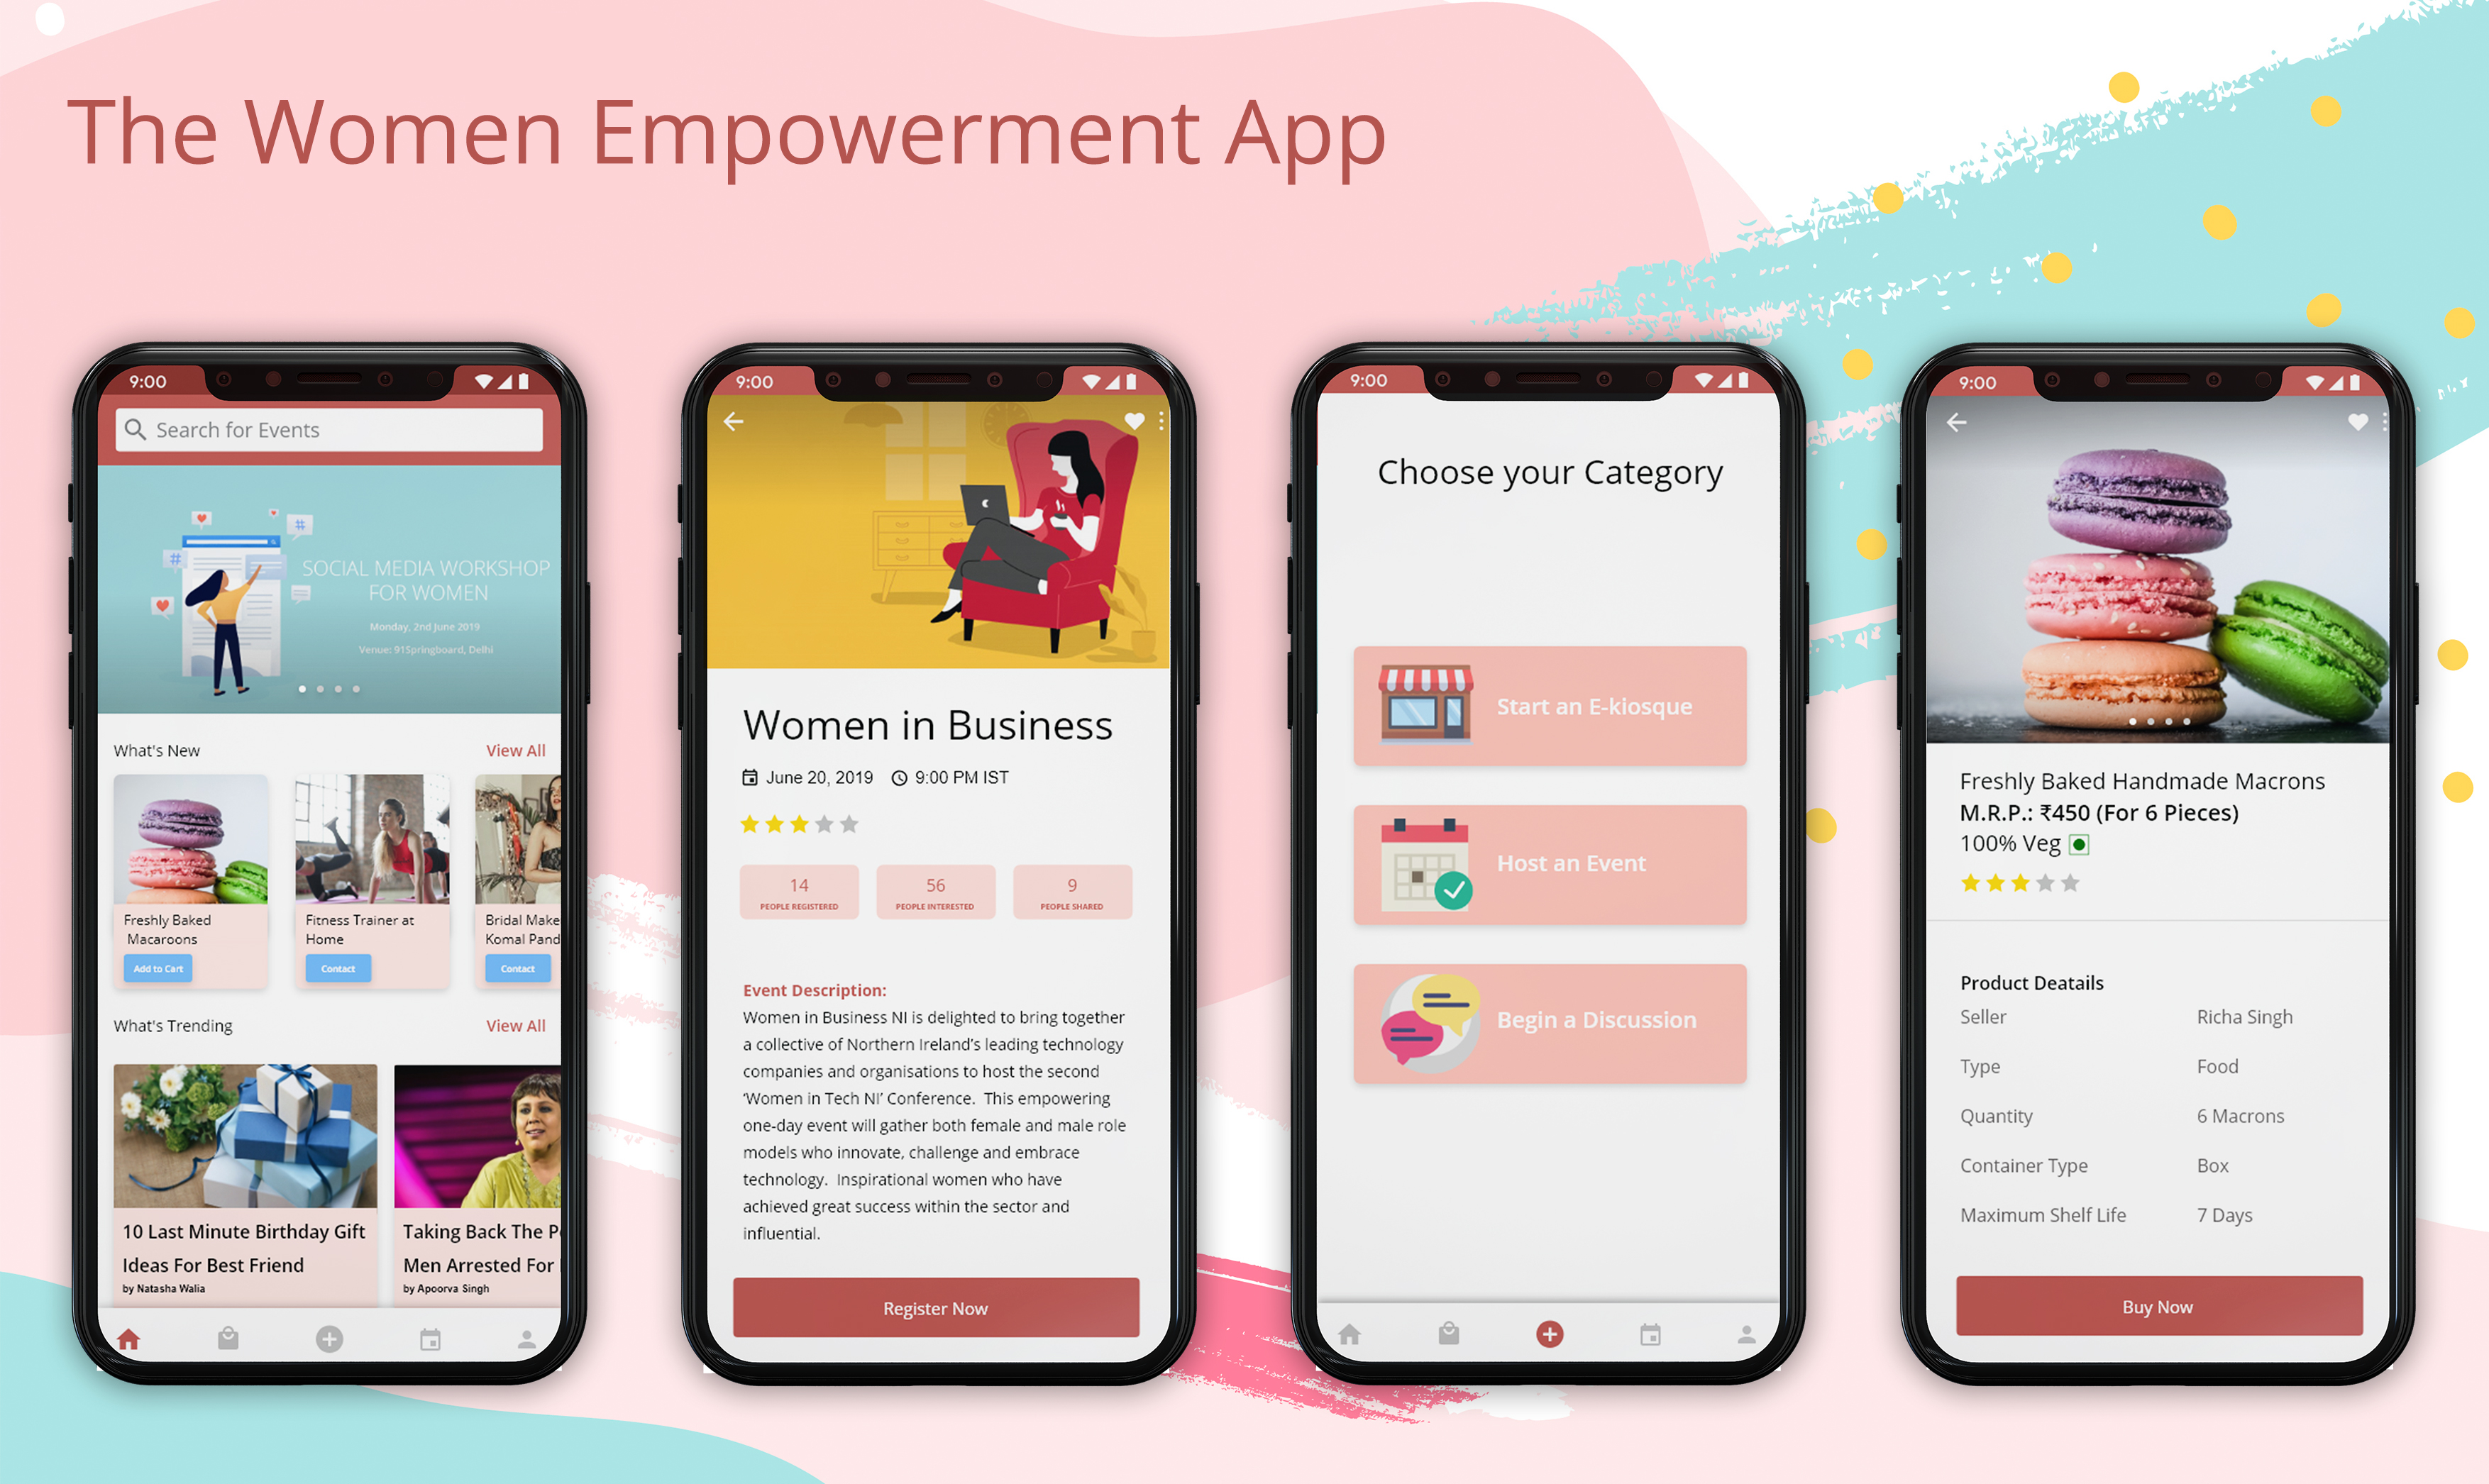 The Women Empowerment App
9:00
Search for Events
SOCIAL MEDIA WORKSHOP
FOR WOMEN
Monday, 2nd June 2019
Venue: 91Springboard, Delhi
What's New
View All
Freshly Baked
Macaroons
Add to Cart
Fitness Trainer at
Home
Contact
Bridal Make
Komal Pand
Contact
What's Trending
View All
10 Last Minute Birthday Gift
Ideas For Best Friend
by Natasha Walia
Taking Back The P
Men Arrested For
by Apoorva Singh
9:00
Women in Business
June 20, 2019
9:00 PM IST
14
PEOPLE REGISTERED
56
PEOPLE INTERESTED
9
PEOPLE SHARED
Event Description:
Women in Business NI is delighted to bring together
a collective of Northern Ireland's leading technology
companies and organisations to host the second
'Women in Tech NI' Conference.  This empowering
one-day event will gather both female and male role
models who innovate, challenge and embrace
technology.  Inspirational women who have
achieved great success within the sector and
influential.
Register Now
9:00
Choose your Category
Start an E-kiosque
Host an Event
Begin a Discussion
9:00
Freshly Baked Handmade Macrons
M.R.P.: ₹450 (For 6 Pieces)
100% Veg
Product Deatails
Seller Richa Singh
Type Food
Quantity 6 Macrons
Container Type Box
Maximum Shelf Life 7 Days
Buy Now